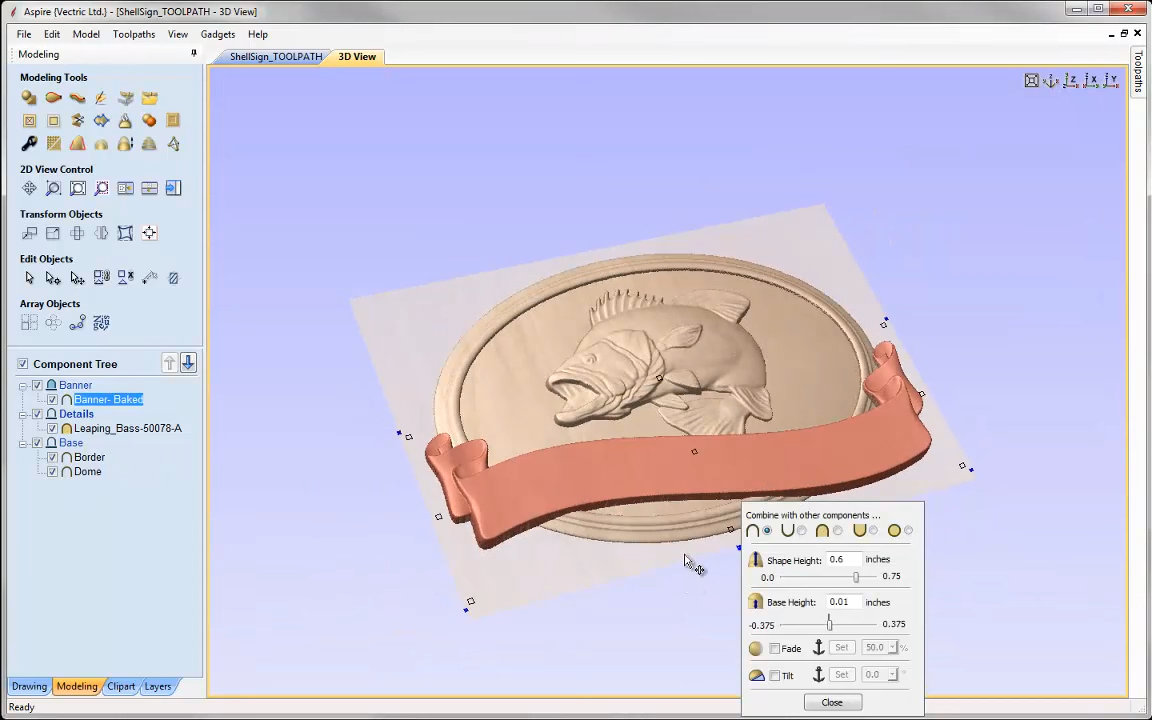 Aspire {Vectric Ltd.} - [ShellSign_TOOLPATH - 3D View]
File Edit Model Toolpaths View Gadgets Help
Modeling
ShellSign_TOOLPATH 3D View
Toolpaths
Modeling Tools
2D View Control
Transform Objects
Edit Objects
Array Objects
Component Tree
Banner
Banner- Baked
Details
Leaping_Bass-50078-A
Base
Border
Dome
Combine with other components ...
Shape Height: 0.6 inches
0.0 0.75
Base Height: 0.01 inches
-0.375 0.375
Fade Set 50.0 %
Tilt Set 0.0 °
Close
Drawing Modeling Clipart Layers
Ready